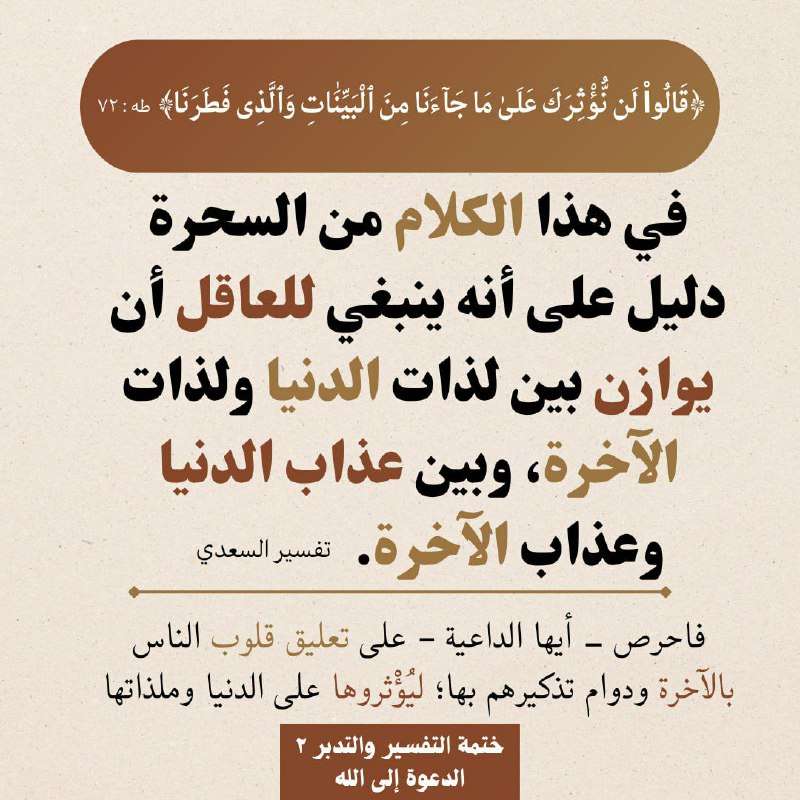 ﴿قَالُوا۟ لَن نُّؤْثِرَكَ عَلَىٰ مَا جَآءَنَا مِنَ ٱلْبَيِّنَٰتِ وَٱلَّذِى فَطَرَنَا﴾ طه : ٧٢
في هذا الكلام من السحرة
دليل على أنه ينبغي للعاقل أن
يوازن بين لذات الدنيا ولذات
الآخرة، وبين عذاب الدنيا
وعذاب الآخرة. تفسير السعدي
فاحرص – أيها الداعية – على تعليق قلوب الناس
بالآخرة ودوام تذكيرهم بها؛ ليُؤْثروها على الدنيا وملذاتها
ختمة التفسير والتدبر ٢
الدعوة إلى الله